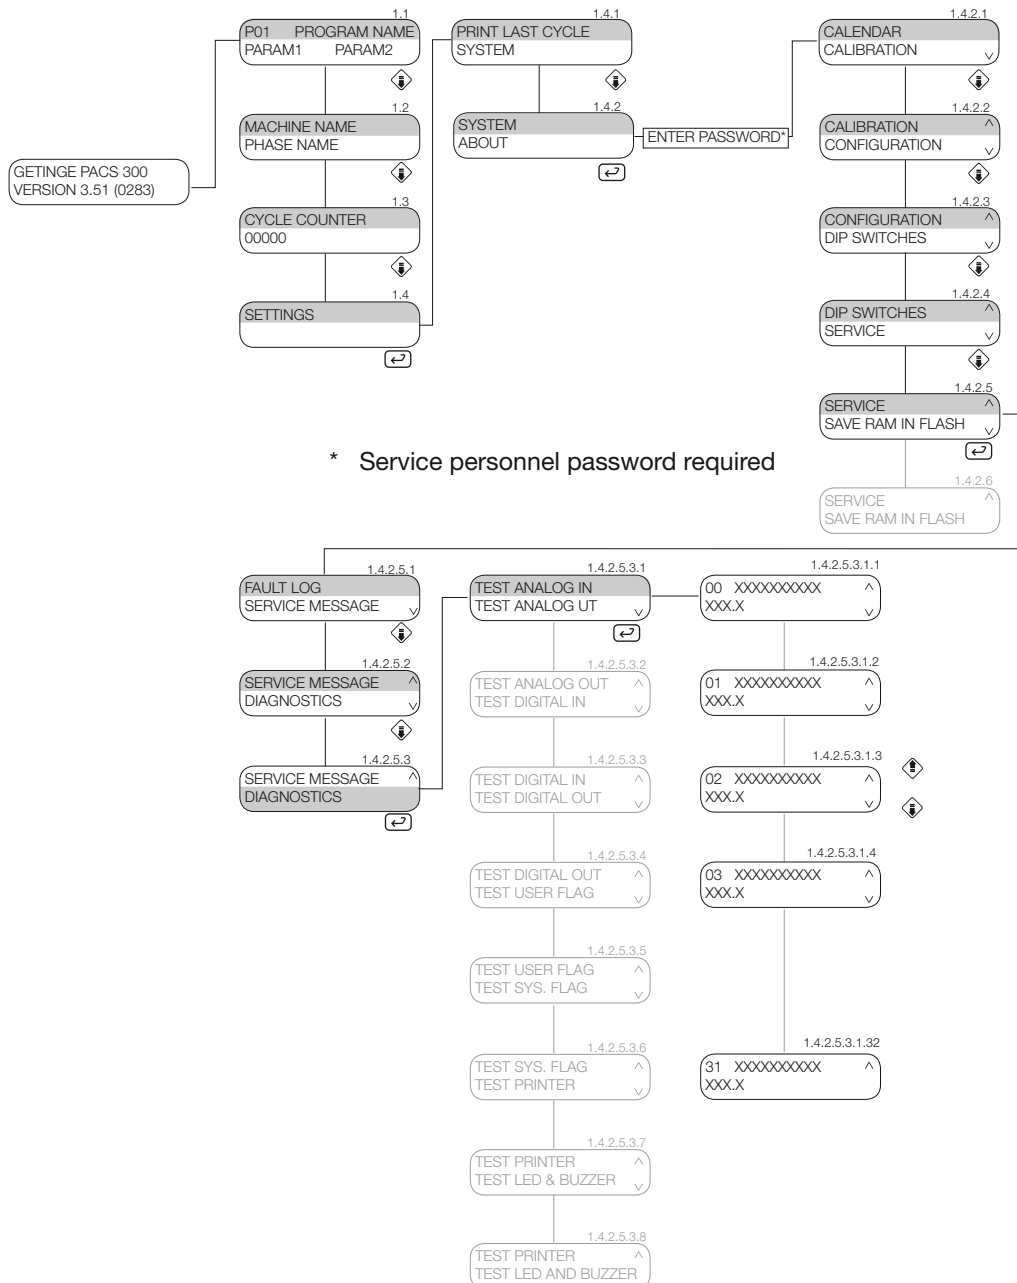 GETINGE PACS 300
VERSION 3.51 (0283)
1.1
P01 PROGRAM NAME
PARAM1 PARAM2
1.2
MACHINE NAME
PHASE NAME
1.3
CYCLE COUNTER
00000
1.4
SETTINGS
1.4.1
PRINT LAST CYCLE
SYSTEM
1.4.2
SYSTEM
ABOUT
ENTER PASSWORD*
1.4.2.1
CALENDAR
CALIBRATION
1.4.2.2
CALIBRATION
CONFIGURATION
1.4.2.3
CONFIGURATION
DIP SWITCHES
1.4.2.4
DIP SWITCHES
SERVICE
1.4.2.5
SERVICE
SAVE RAM IN FLASH
1.4.2.6
SERVICE
SAVE RAM IN FLASH
* Service personnel password required
1.4.2.5.1
FAULT LOG
SERVICE MESSAGE
1.4.2.5.2
SERVICE MESSAGE
DIAGNOSTICS
1.4.2.5.3
SERVICE MESSAGE
DIAGNOSTICS
1.4.2.5.3.1
TEST ANALOG IN
TEST ANALOG UT
1.4.2.5.3.2
TEST ANALOG OUT
TEST DIGITAL IN
1.4.2.5.3.3
TEST DIGITAL IN
TEST DIGITAL OUT
1.4.2.5.3.4
TEST DIGITAL OUT
TEST USER FLAG
1.4.2.5.3.5
TEST USER FLAG
TEST SYS. FLAG
1.4.2.5.3.6
TEST SYS. FLAG
TEST PRINTER
1.4.2.5.3.7
TEST PRINTER
TEST LED & BUZZER
1.4.2.5.3.8
TEST PRINTER
TEST LED AND BUZZER
1.4.2.5.3.1.1
00 XXXXXXXXXX
XXX.X
1.4.2.5.3.1.2
01 XXXXXXXXXX
XXX.X
1.4.2.5.3.1.3
02 XXXXXXXXXX
XXX.X
1.4.2.5.3.1.4
03 XXXXXXXXXX
XXX.X
1.4.2.5.3.1.32
31 XXXXXXXXXX
XXX.X